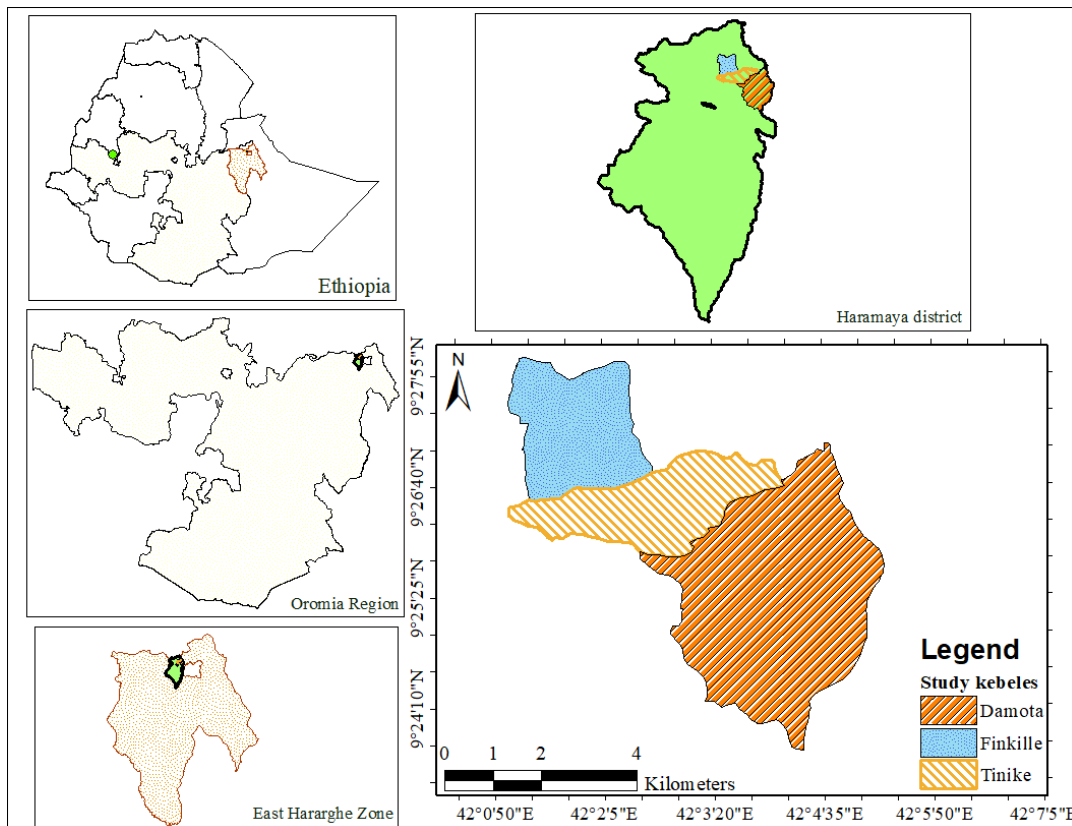 Ethiopia
Haramaya district
Oromia Region
East Hararghe Zone
N
9°27'55"N
9°26'40"N
9°25'25"N
9°24'10"N
Legend
Study kebeles
Damota
Finkille
Tinike
0 1 2 4
Kilometers
42°0'50"E 42°2'5"E 42°3'20"E 42°4'35"E 42°5'50"E 42°7'5"E